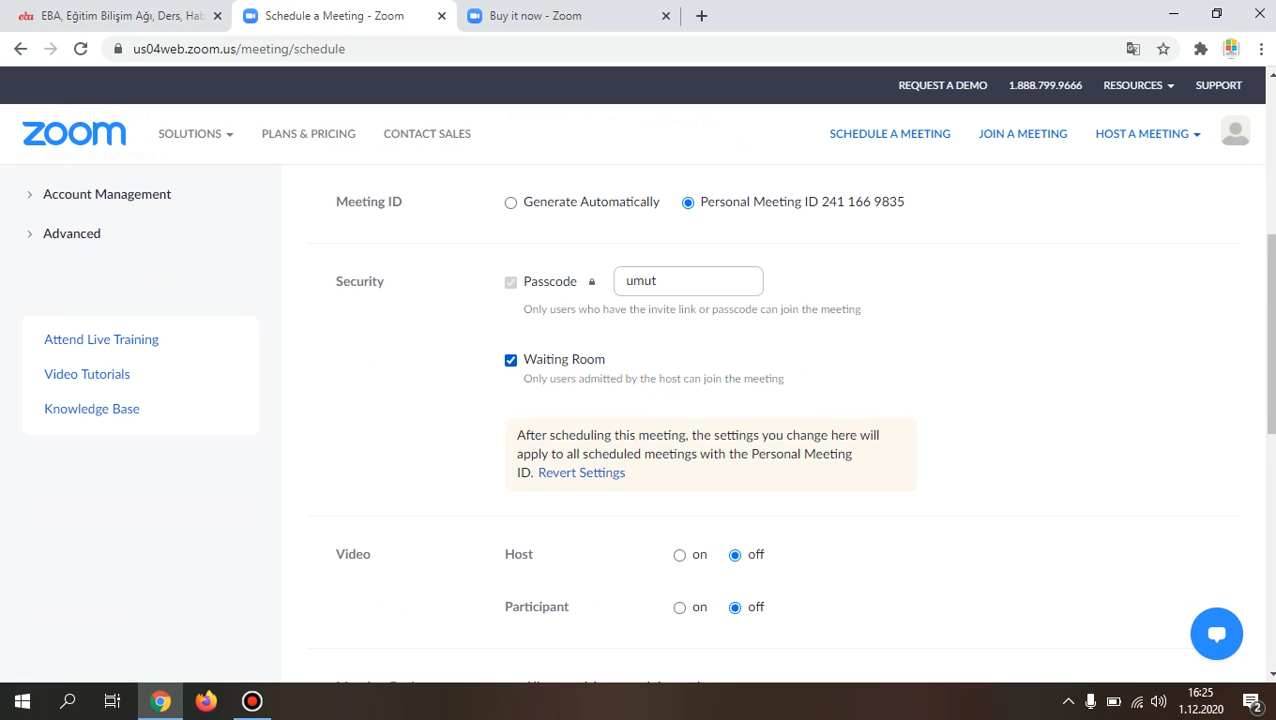 EBA, Eğitim Bilişim Ağı, Ders, Hab
Schedule a Meeting - Zoom
Buy it now - Zoom
us04web.zoom.us/meeting/schedule
REQUEST A DEMO 1.888.799.9666 RESOURCES SUPPORT
zoom SOLUTIONS PLANS & PRICING CONTACT SALES SCHEDULE A MEETING JOIN A MEETING HOST A MEETING
Account Management
Advanced
Attend Live Training
Video Tutorials
Knowledge Base
Meeting ID Generate Automatically Personal Meeting ID 241 166 9835
Security Passcode umut
Only users who have the invite link or passcode can join the meeting
Waiting Room
Only users admitted by the host can join the meeting
After scheduling this meeting, the settings you change here will
apply to all scheduled meetings with the Personal Meeting
ID. Revert Settings
Video Host on off
Participant on off
16:25
1.12.2020
2